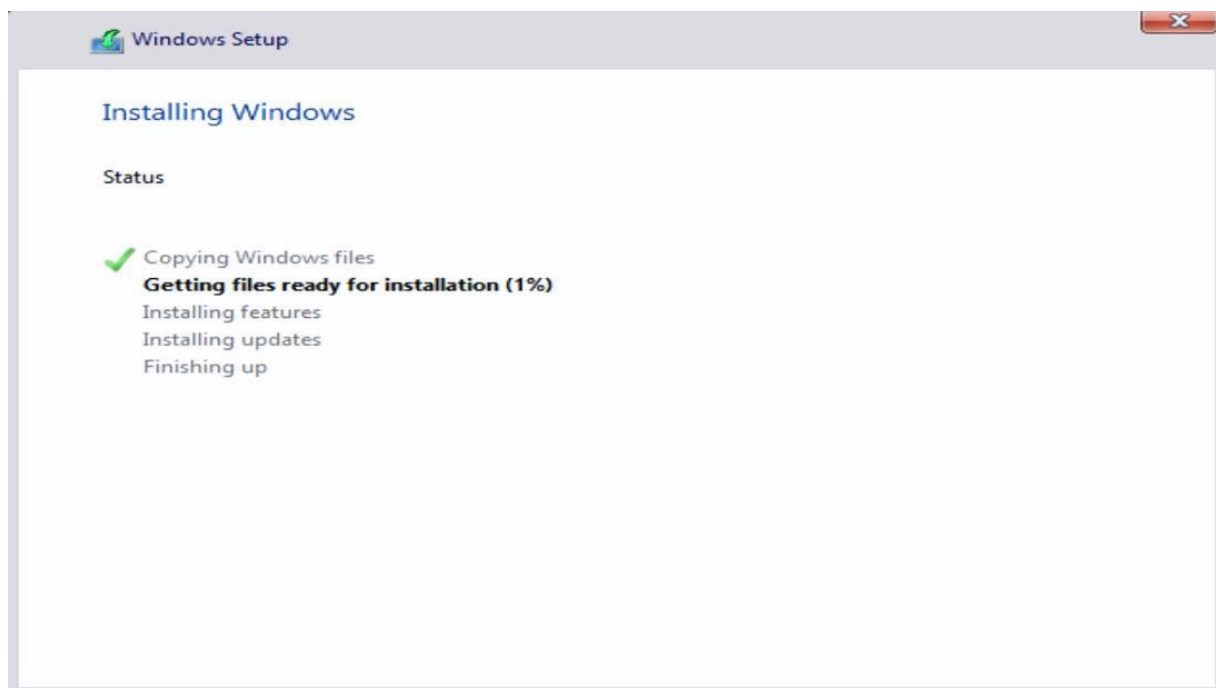 Windows Setup
Installing Windows
Status
Copying Windows files
Getting files ready for installation (1%)
Installing features
Installing updates
Finishing up